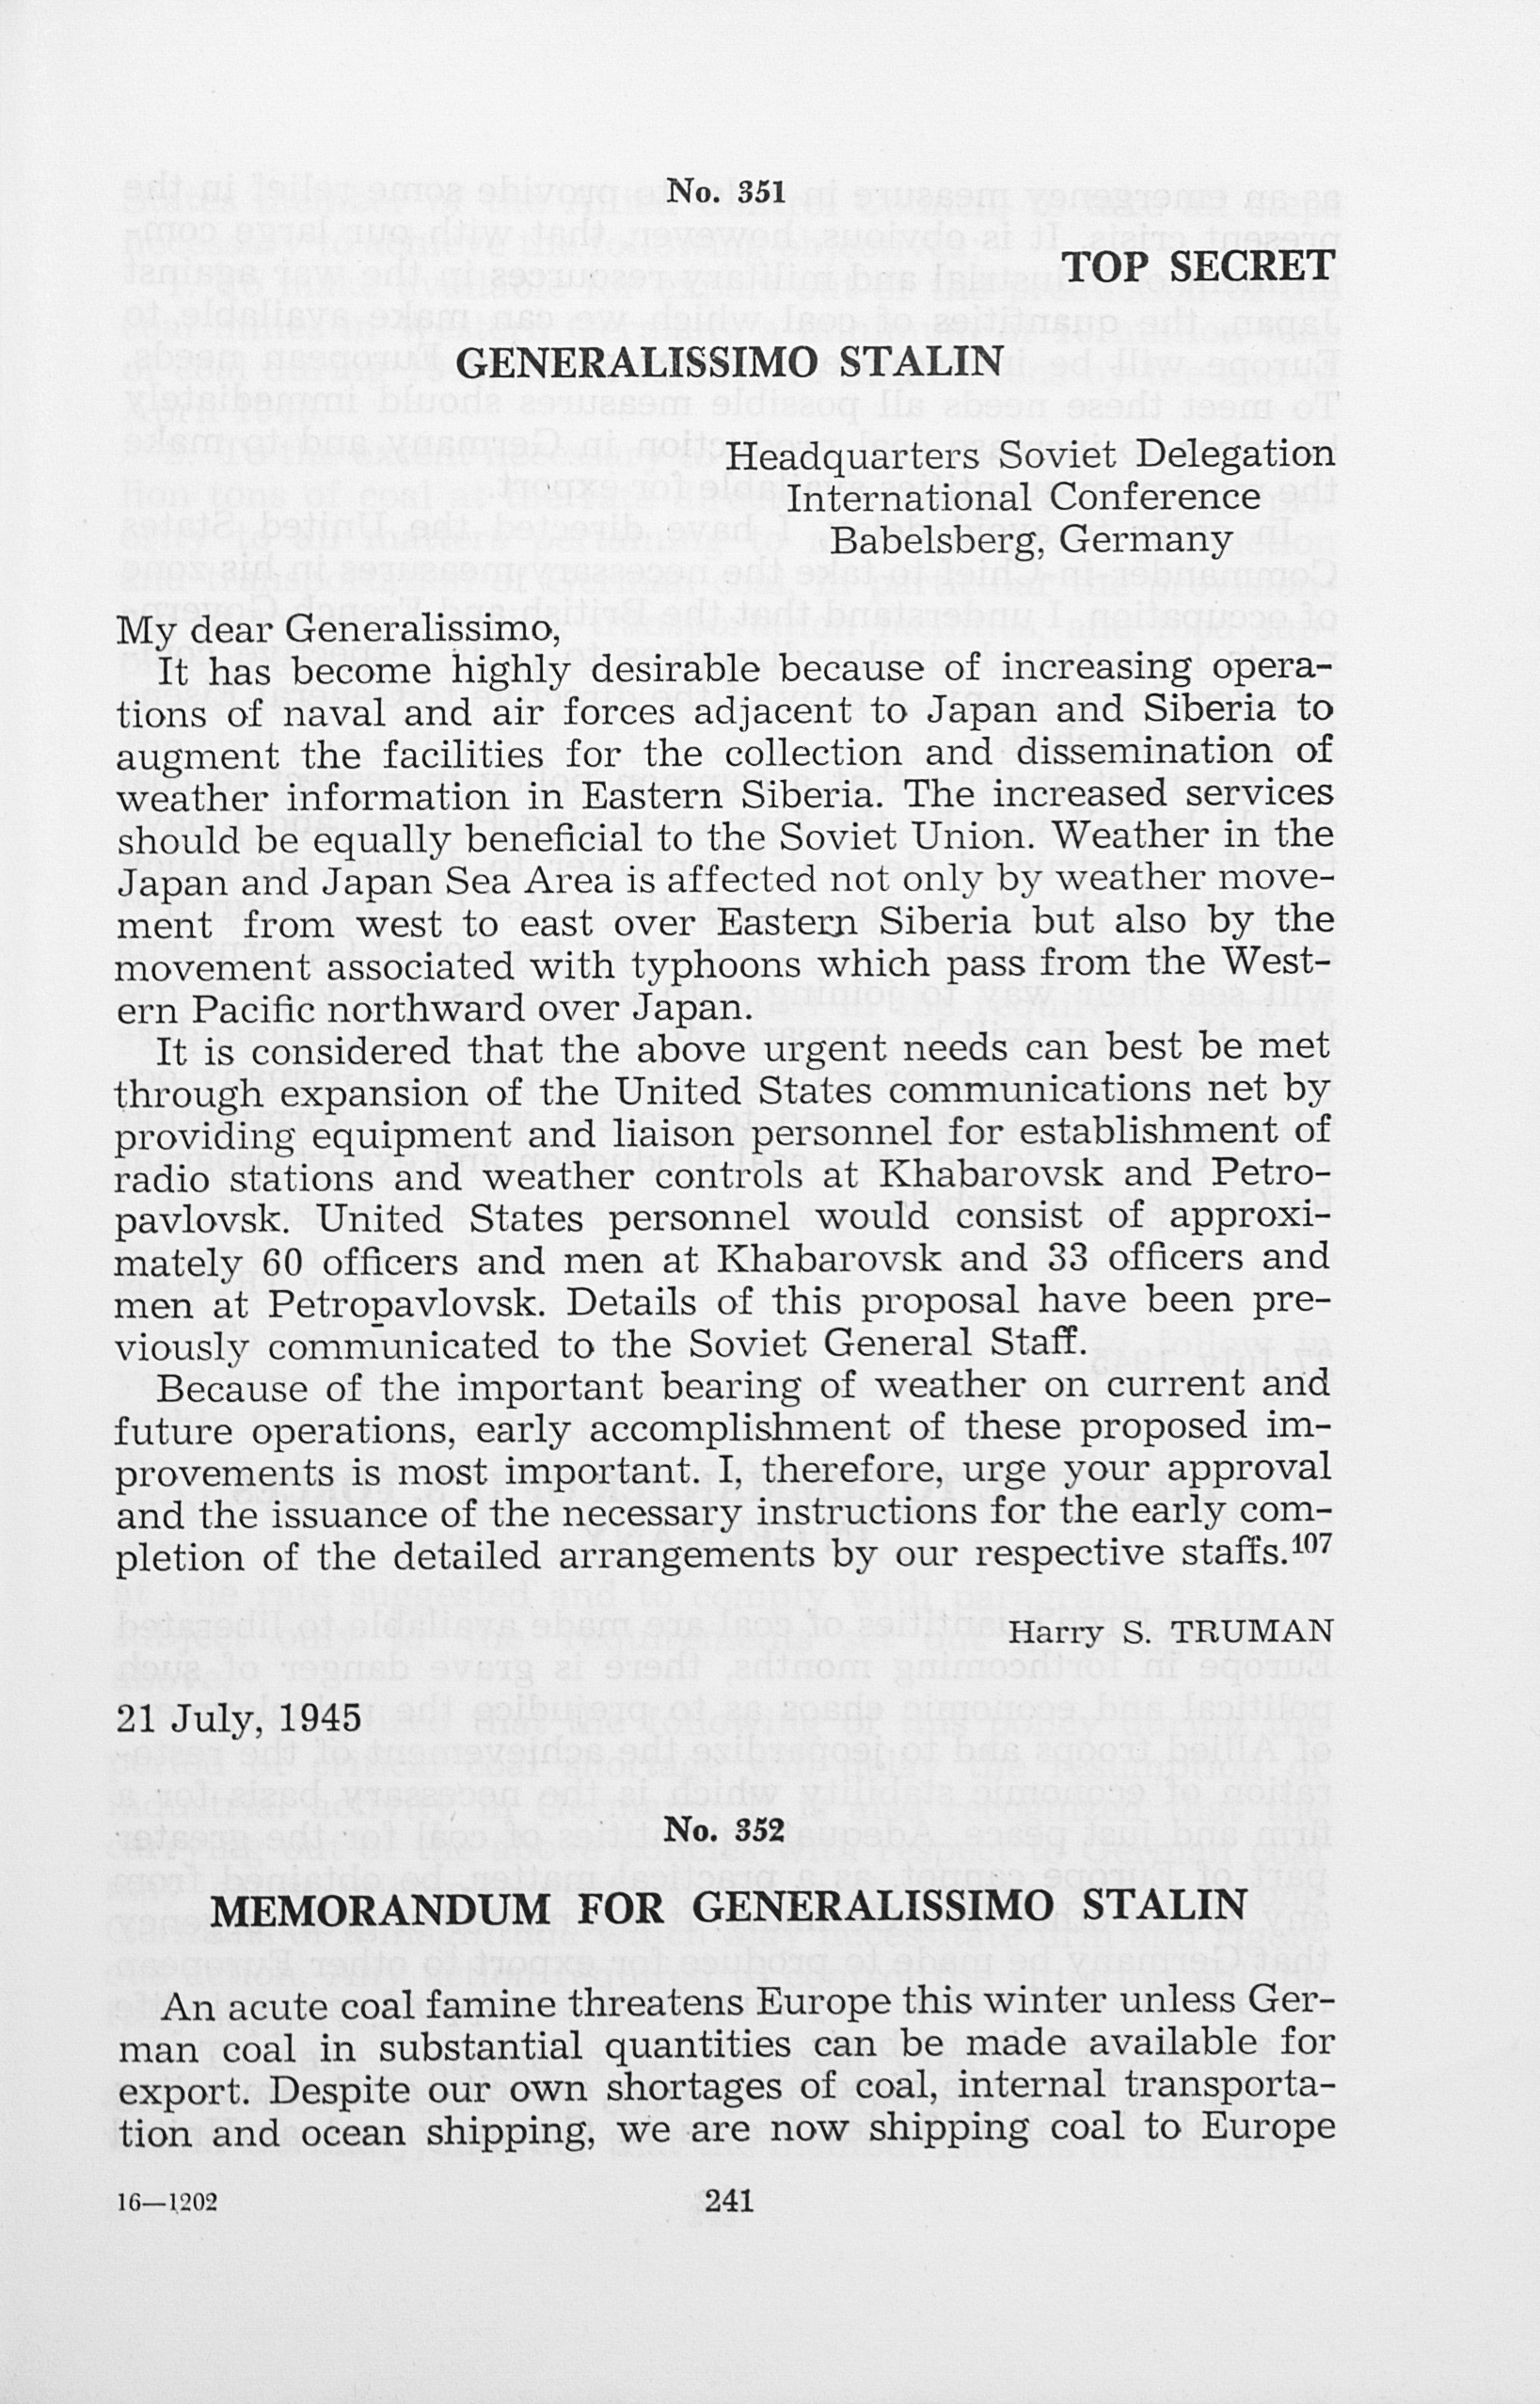 No. 351
TOP SECRET
GENERALISSIMO STALIN
Headquarters Soviet Delegation
International Conference
Babelsberg, Germany
My dear Generalissimo,
It has become highly desirable because of increasing opera-
tions of naval and air forces adjacent to Japan and Siberia to
augment the facilities for the collection and dissemination of
weather information in Eastern Siberia. The increased services
should be equally beneficial to the Soviet Union. Weather in the
Japan and Japan Sea Area is affected not only by weather move-
ment from west to east over Eastern Siberia but also by the
movement associated with typhoons which pass from the West-
ern Pacific northward over Japan.
It is considered that the above urgent needs can best be met
through expansion of the United States communications net by
providing equipment and liaison personnel for establishment of
radio stations and weather controls at Khabarovsk and Petro-
pavlovsk. United States personnel would consist of approxi-
mately 60 officers and men at Khabarovsk and 33 officers and
men at Petropavlovsk. Details of this proposal have been pre-
viously communicated to the Soviet General Staff.
Because of the important bearing of weather on current and
future operations, early accomplishment of these proposed im-
provements is most important. I, therefore, urge your approval
and the issuance of the necessary instructions for the early com-
pletion of the detailed arrangements by our respective staffs.107
Harry S. TRUMAN
21 July, 1945
No. 352
MEMORANDUM FOR GENERALISSIMO STALIN
An acute coal famine threatens Europe this winter unless Ger-
man coal in substantial quantities can be made available for
export. Despite our own shortages of coal, internal transporta-
tion and ocean shipping, we are now shipping coal to Europe
16—1202
241